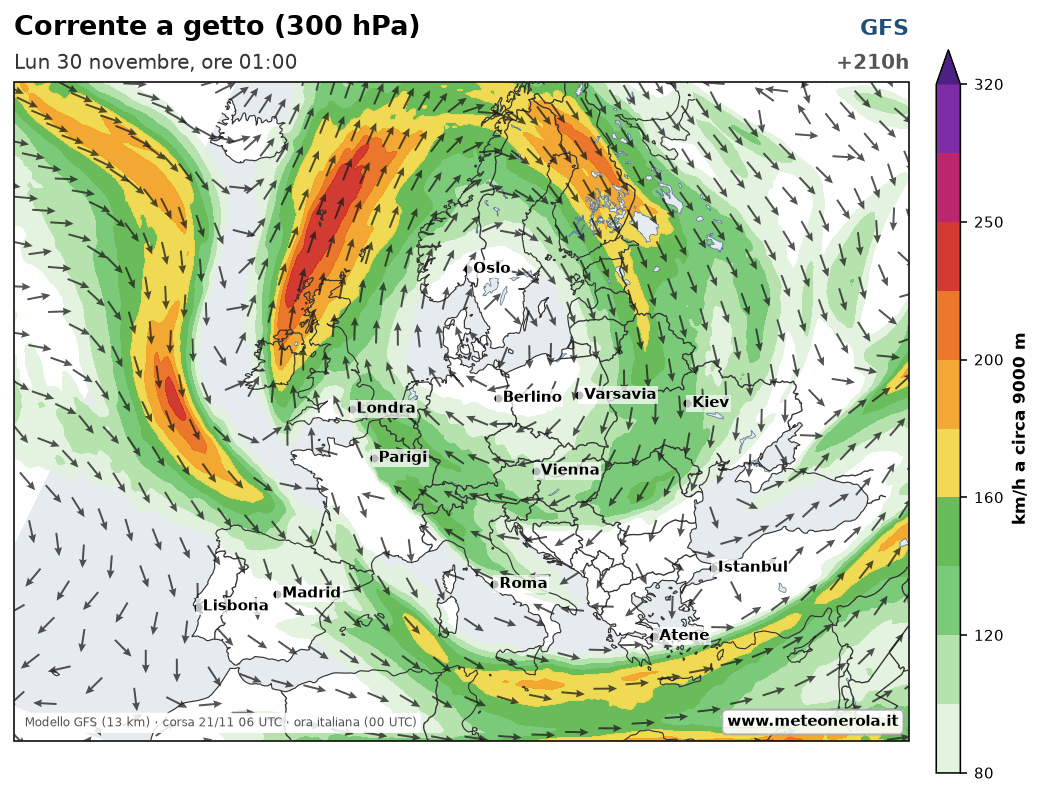 Corrente a getto (300 hPa)
GFS
Lun 30 novembre, ore 01:00
+210h
320
250
200
160
120
80
km/h a circa 9000 m
Oslo
Berlino
Varsavia
Kiev
Londra
Parigi
Vienna
Istanbul
Roma
Madrid
Lisbona
Atene
Modello GFS (13 km) · corsa 21/11 06 UTC · ora italiana (00 UTC)
www.meteonerola.it